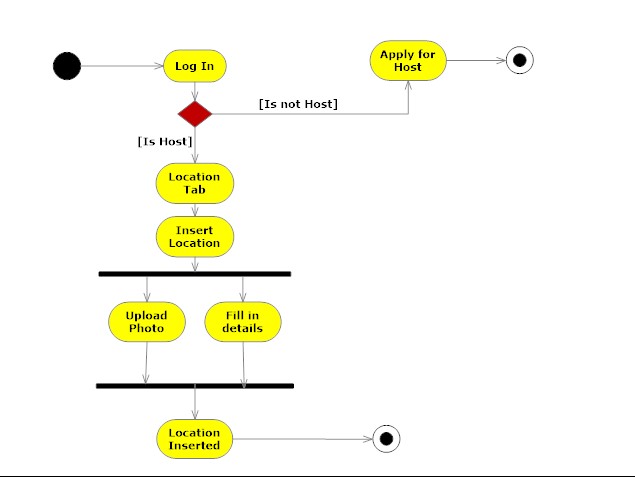 Log In
Apply for
Host
[Is not Host]
[Is Host]
Location
Tab
Insert
Location
Upload
Photo
Fill in
details
Location
Inserted